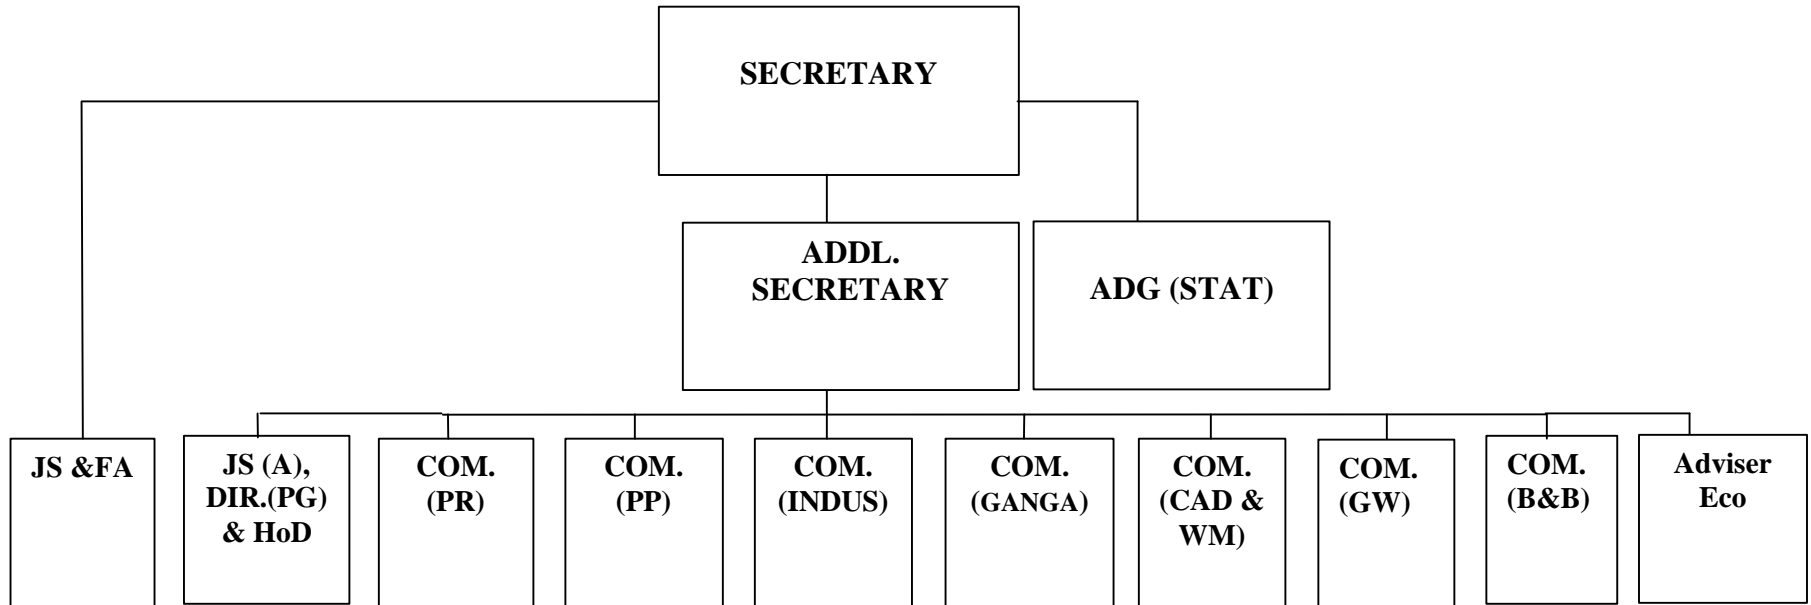 SECRETARY
ADDL.
SECRETARY
ADG (STAT)
JS &FA
JS (A),
DIR.(PG)
& HoD
COM.
(PR)
COM.
(PP)
COM.
(INDUS)
COM.
(GANGA)
COM.
(CAD &
WM)
COM.
(GW)
COM.
(B&B)
Adviser
Eco